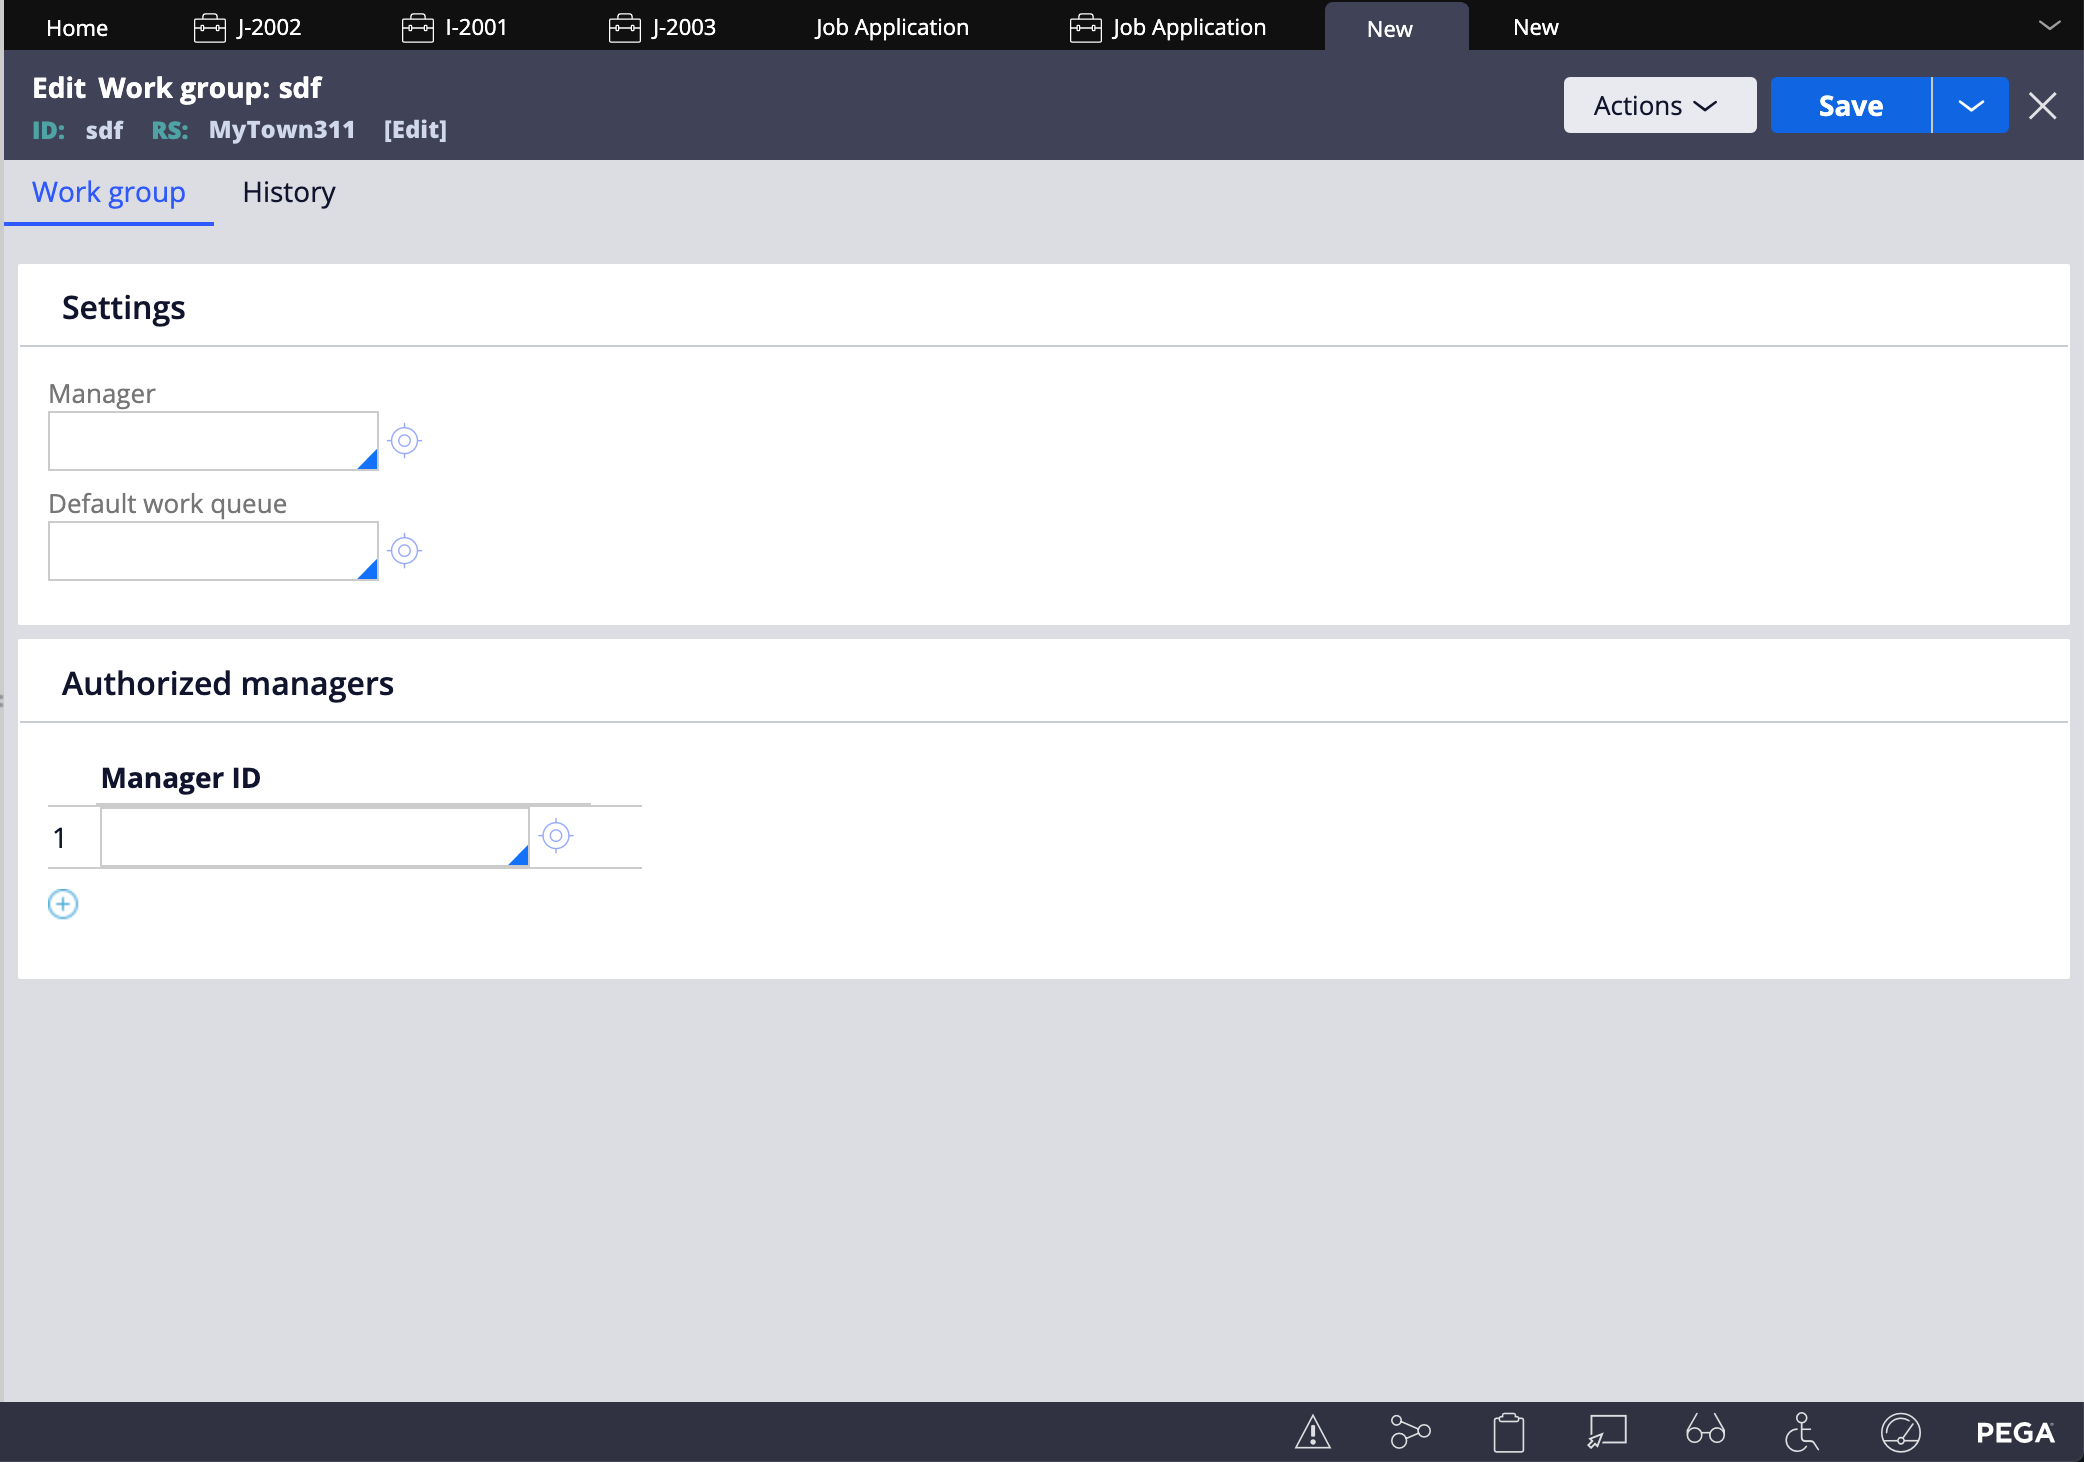 Home J-2002 I-2001 J-2003 Job Application Job Application New New
Edit Work group: sdf
ID: sdf RS: MyTown311 [Edit]
Actions Save
Work group History
Settings
Manager
Default work queue
Authorized managers
Manager ID
1
PEGA